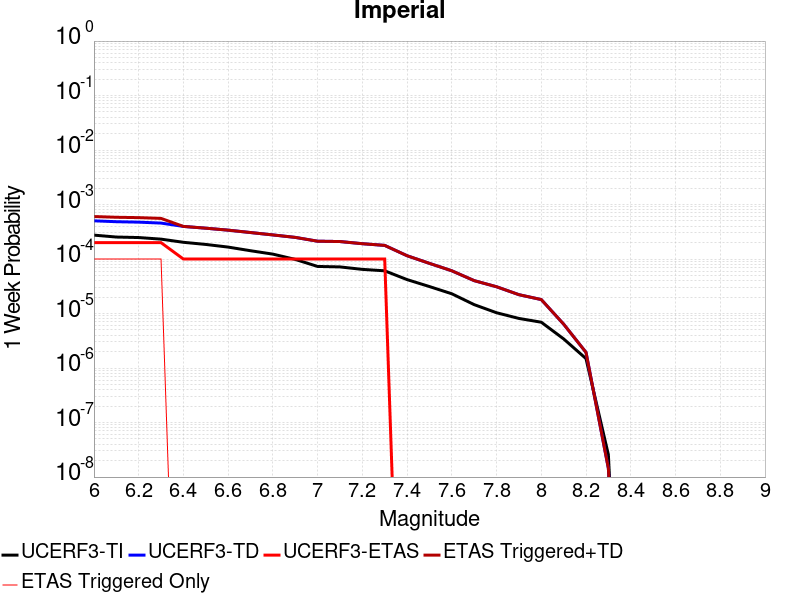 Imperial
10^0
10^-1
10^-2
10^-3
10^-4
10^-5
10^-6
10^-7
10^-8
1 Week Probability
6 6.2 6.4 6.6 6.8 7 7.2 7.4 7.6 7.8 8 8.2 8.4 8.6 8.8 9
Magnitude
UCERF3-TI UCERF3-TD UCERF3-ETAS ETAS Triggered+TD
ETAS Triggered Only